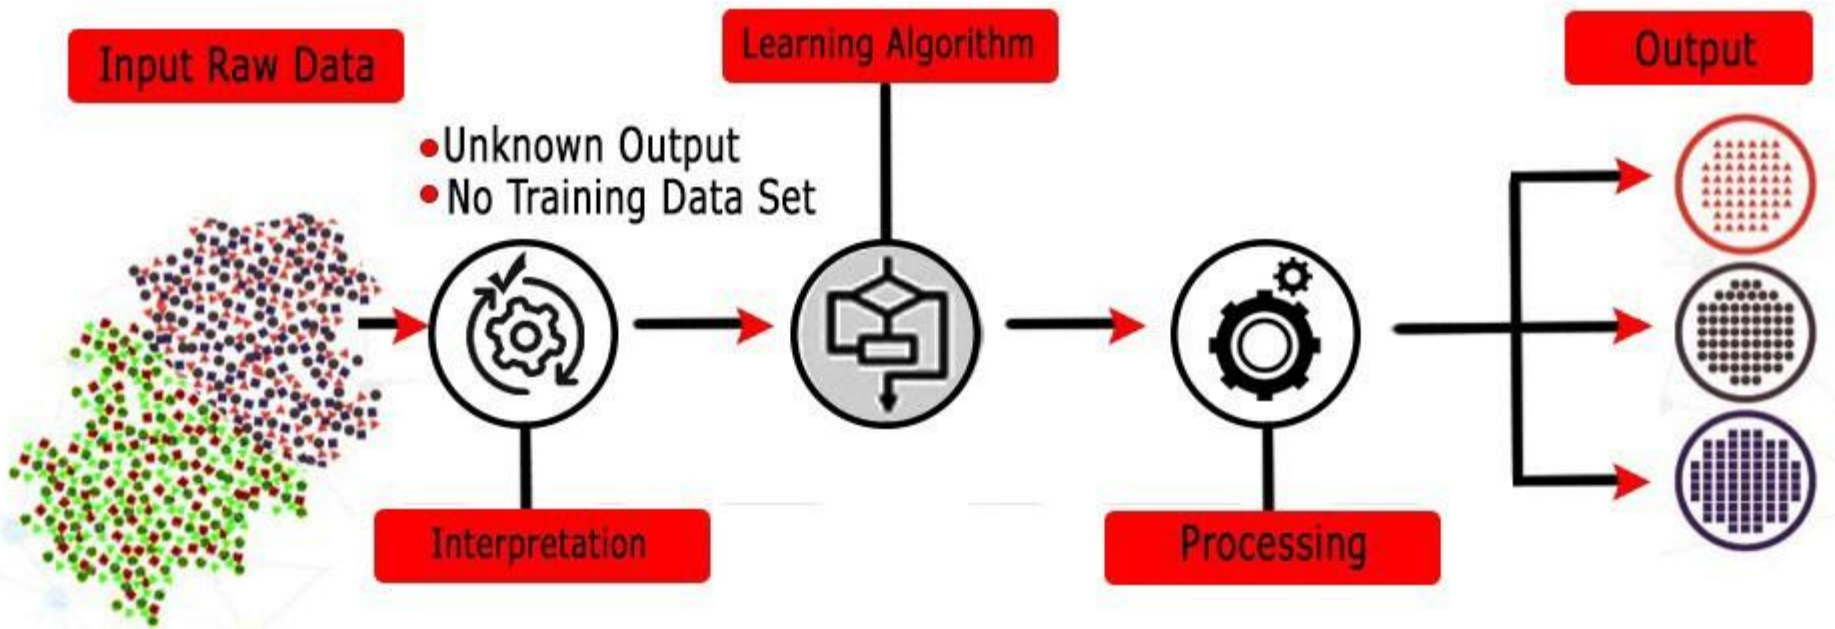 Input Raw Data
Unknown Output
No Training Data Set
Learning Algorithm
Output
Interpretation
Processing